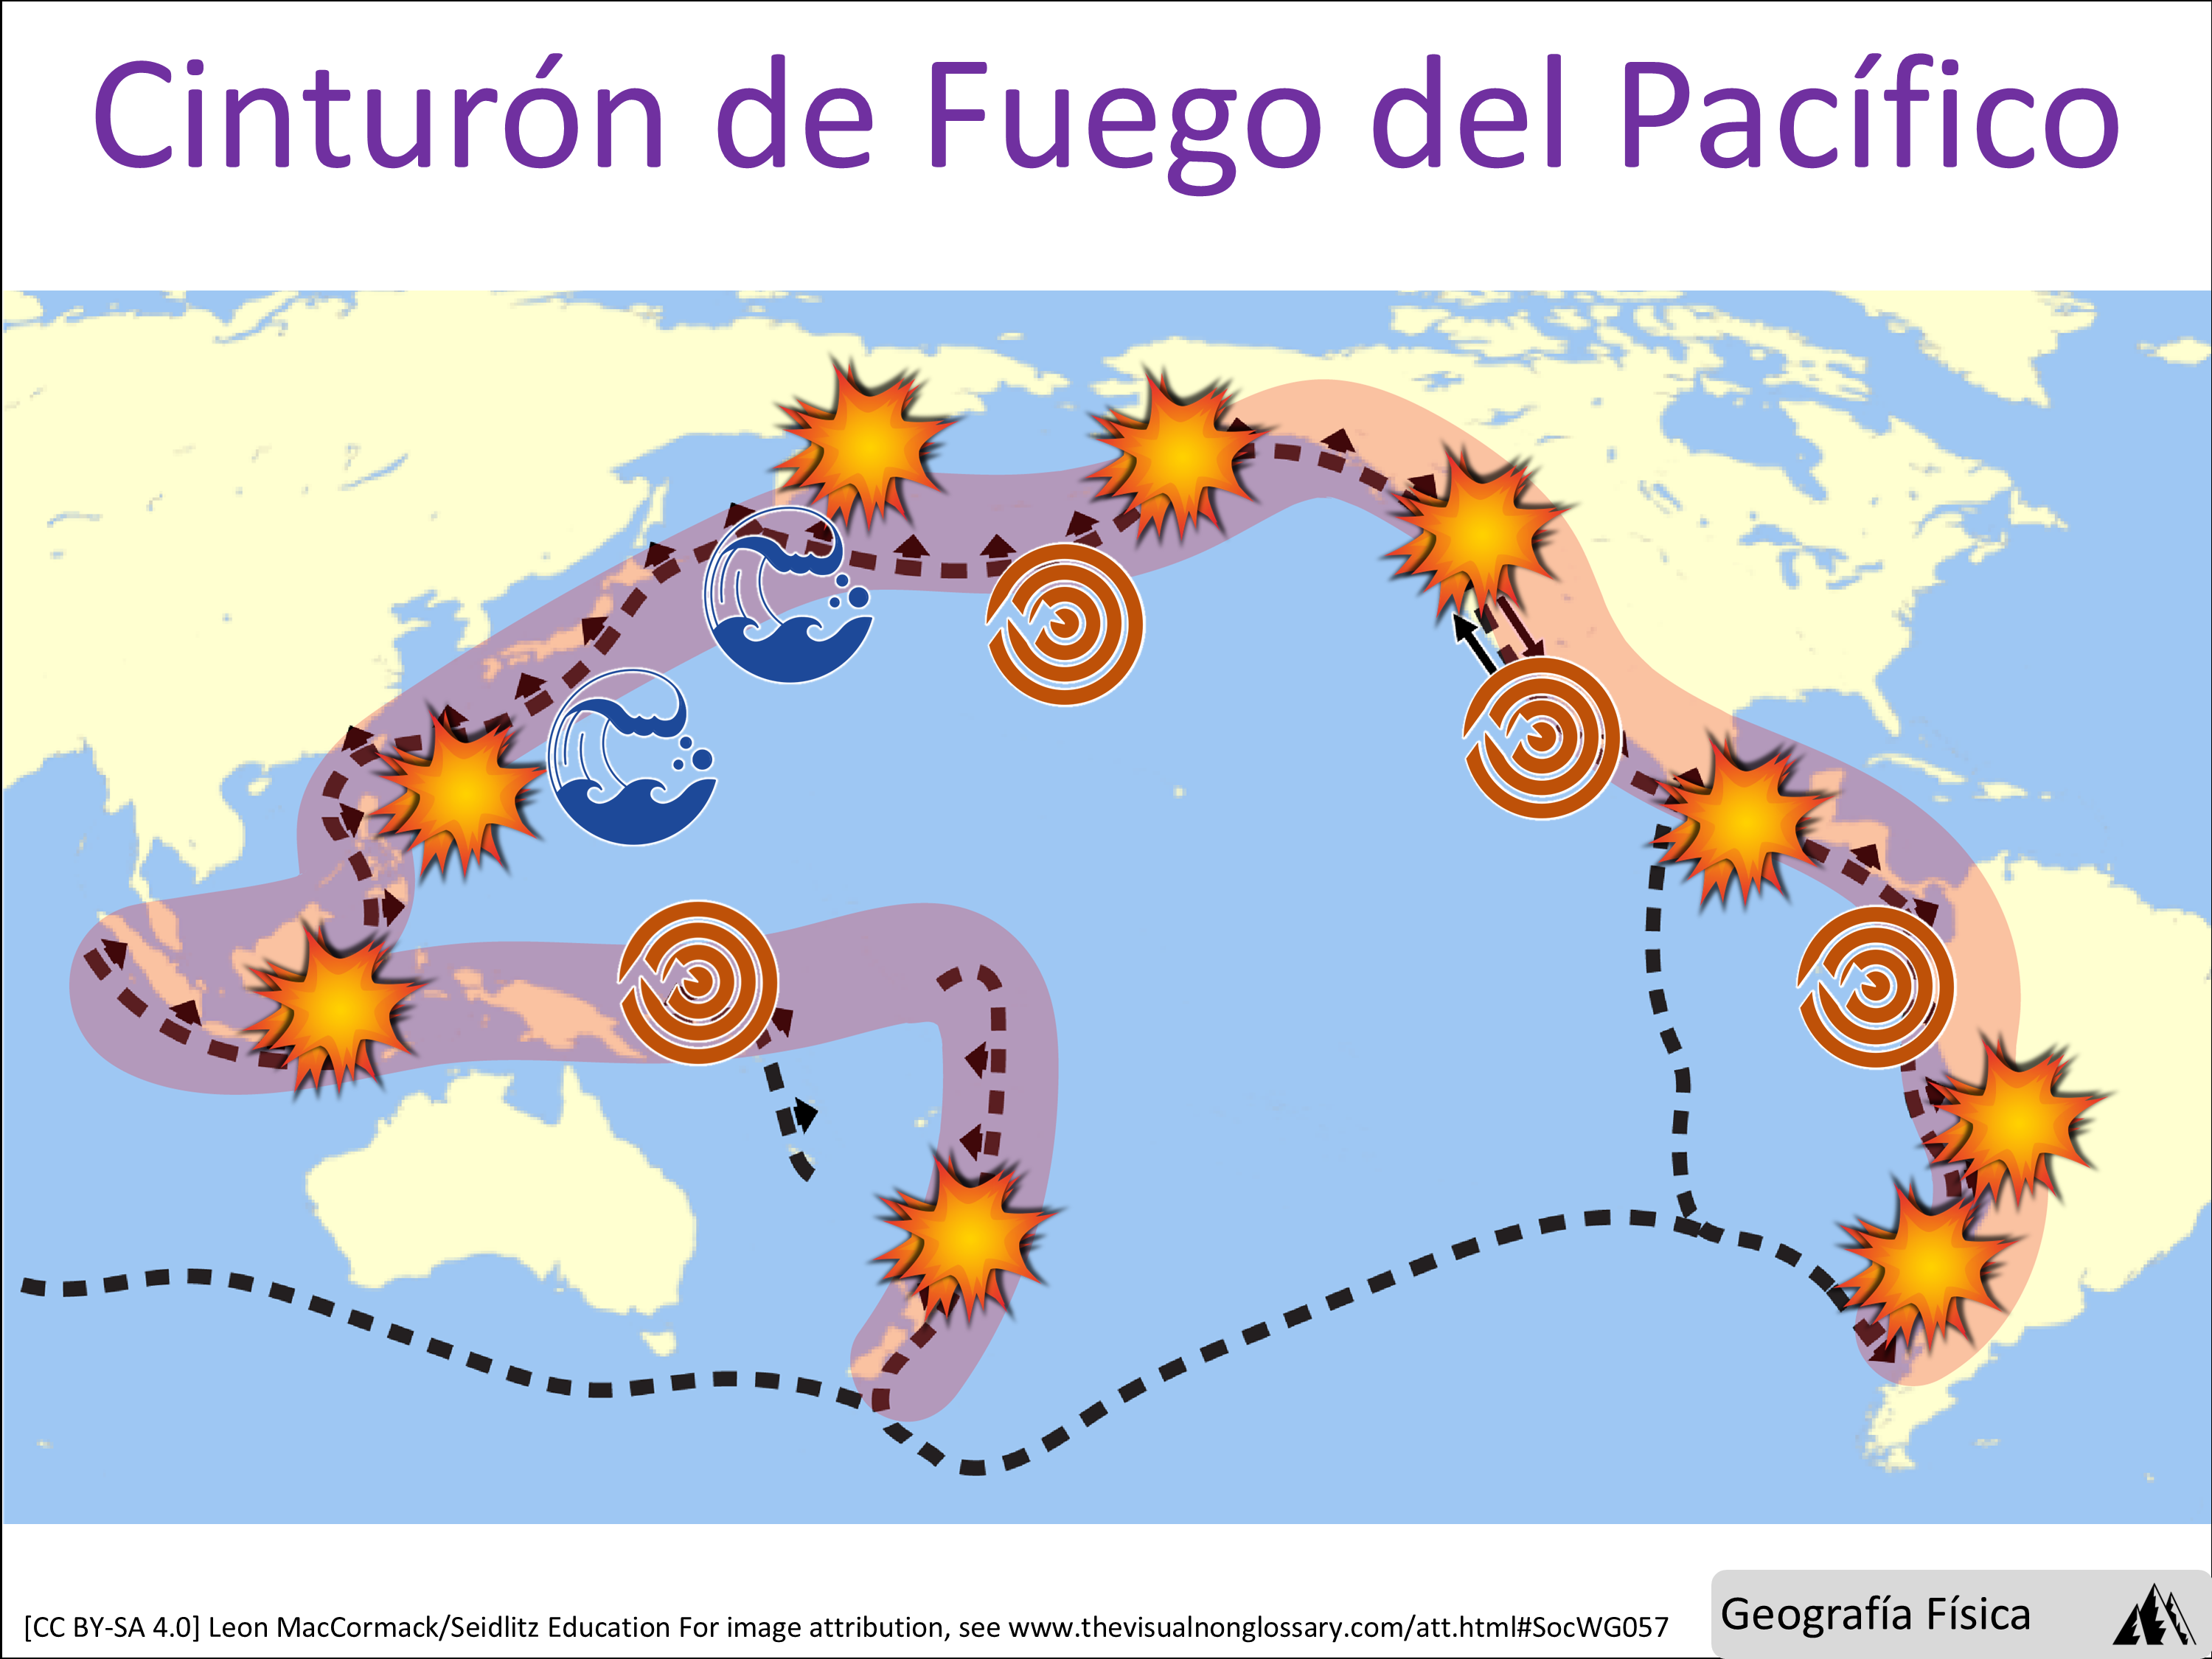 Cinturón de Fuego del Pacífico
[CC BY-SA 4.0] Leon MacCormack/Seidlitz Education For image attribution, see www.thevisualnonglossary.com/att.html#SocWG057
Geografía Física